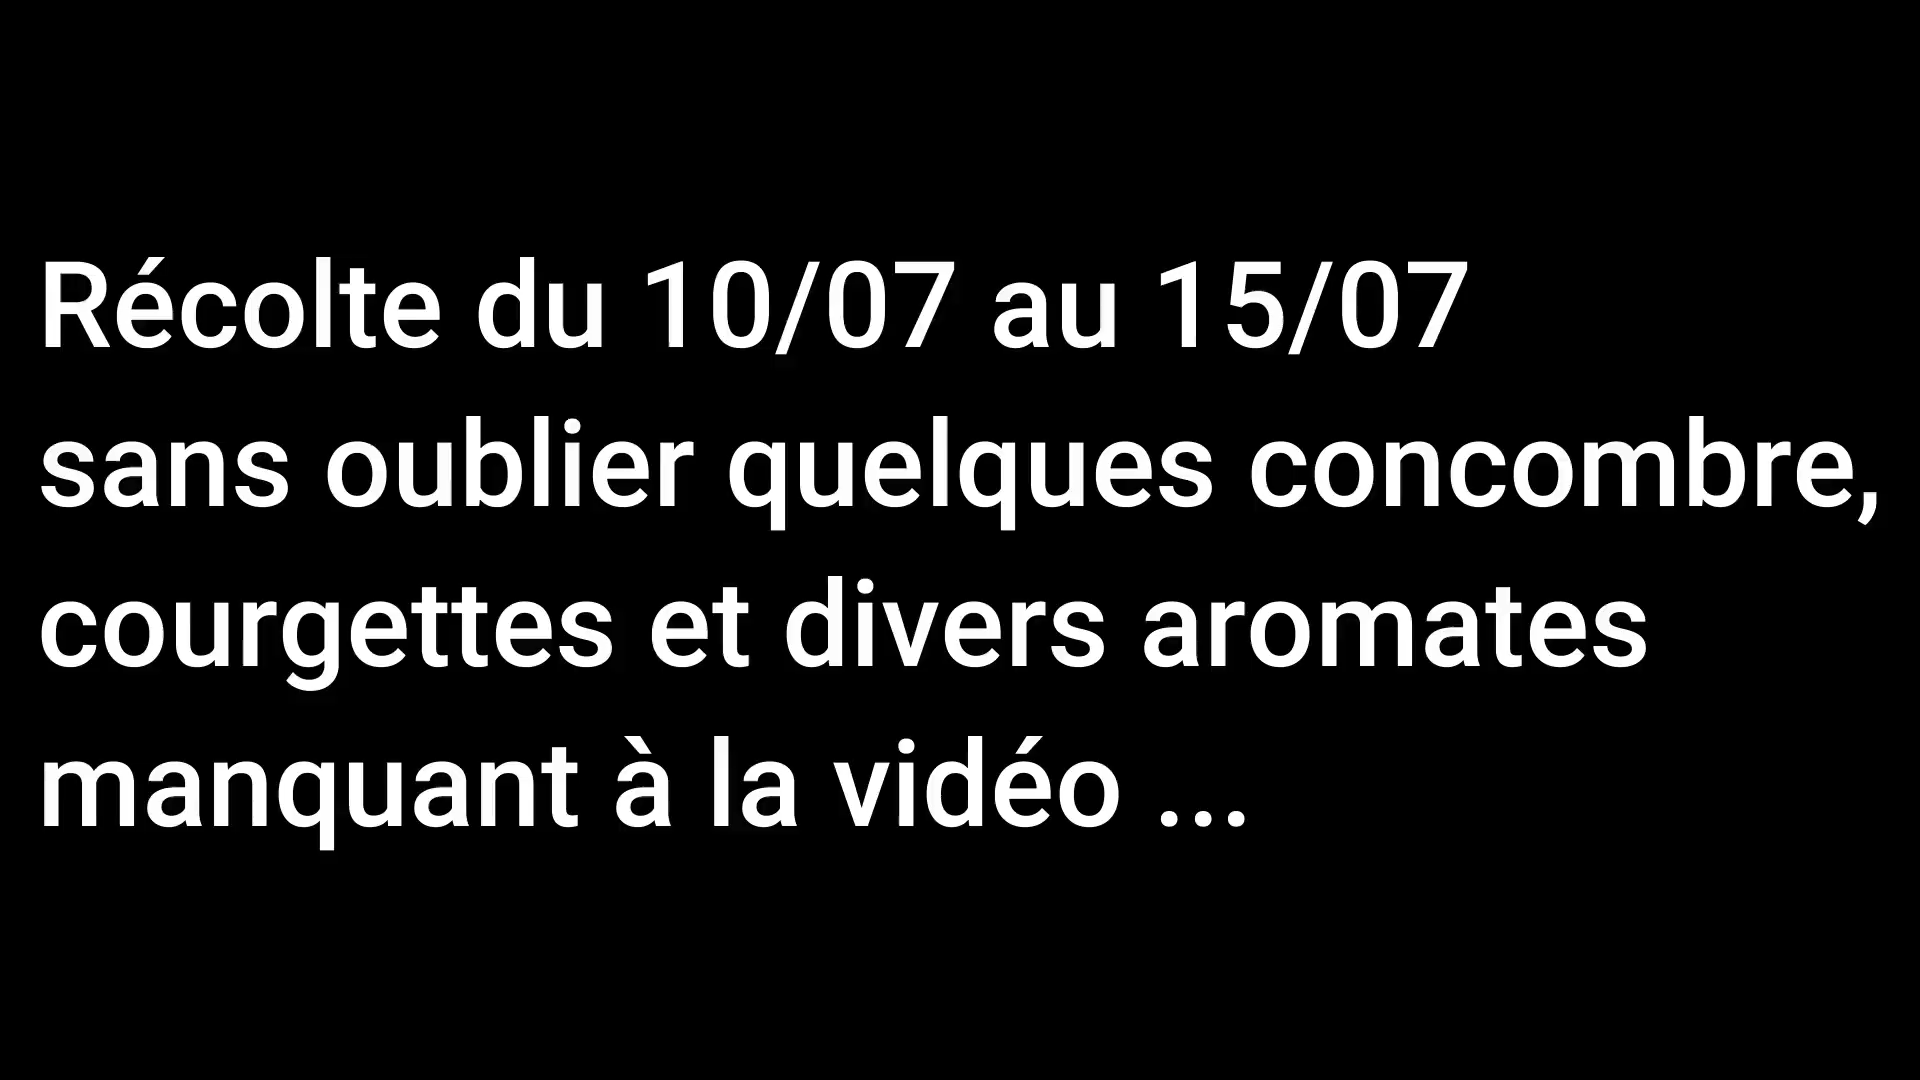 Récolte du 10/07 au 15/07
sans oublier quelques concombre,
courgettes et divers aromates
manquant à la vidéo ...